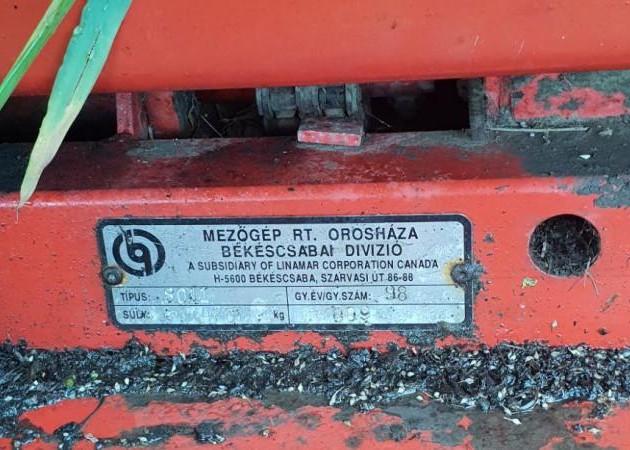 MEZŐGÉP RT. OROSHÁZA
BÉKÉSCSABAI DIVIZIÓ
A SUBSIDIARY OF LINAMAR CORPORATION CANADA
H-5600 BÉKÉSCSABA, SZARVASI ÚT 86-88
TÍPUS: GY.ÉV/GY.SZÁM: 98
SÚLY: kg